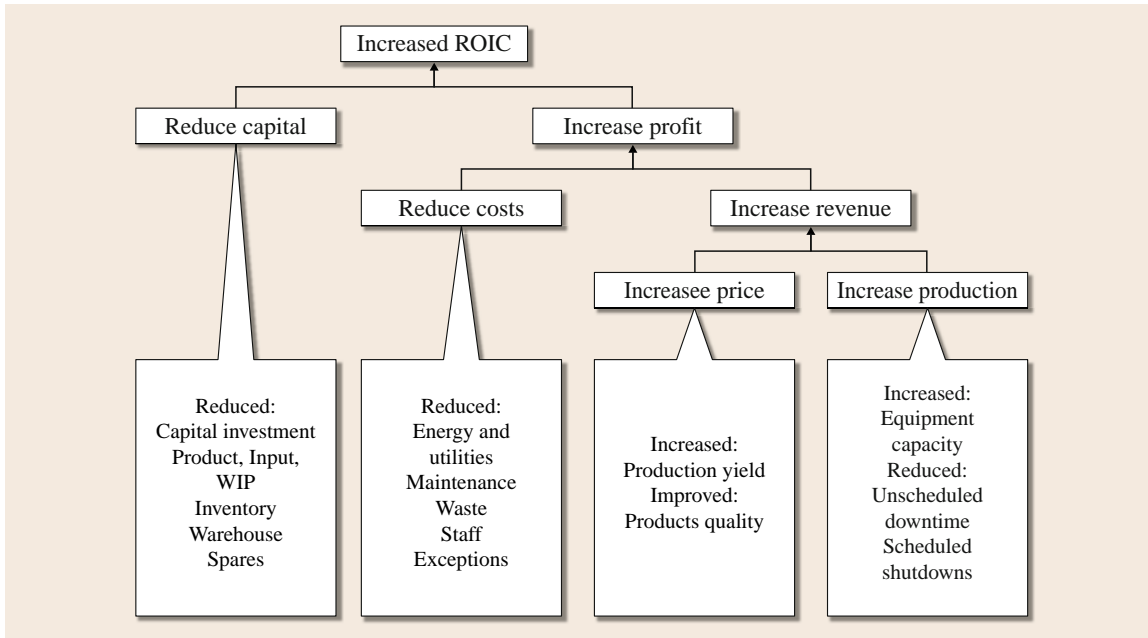 Increased ROIC
Reduce capital
Increase profit
Reduce costs
Increase revenue
Increasee price
Increase production
Reduced:
Capital investment
Product, Input,
WIP
Inventory
Warehouse
Spares
Reduced:
Energy and
utilities
Maintenance
Waste
Staff
Exceptions
Increased:
Production yield
Improved:
Products quality
Increased:
Equipment
capacity
Reduced:
Unscheduled
downtime
Scheduled
shutdowns